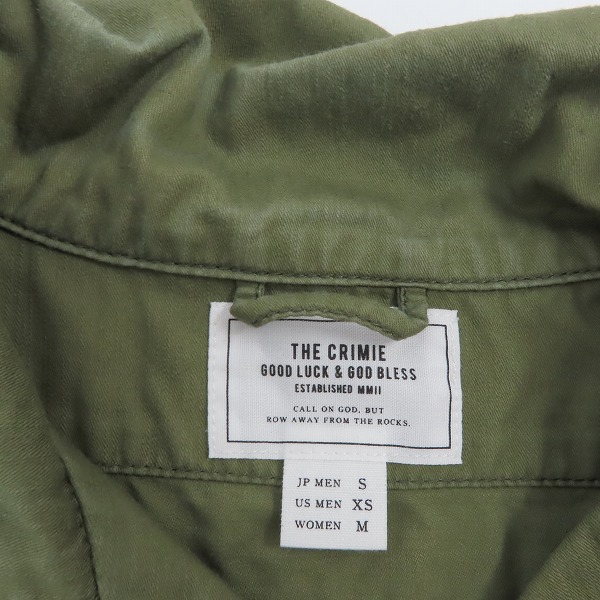 THE CRIMIE
GOOD LUCK & GOD BLESS
ESTABLISHED MMII
CALL ON GOD, BUT
ROW AWAY FROM THE ROCKS.
JP MEN S
US MEN XS
WOMEN M